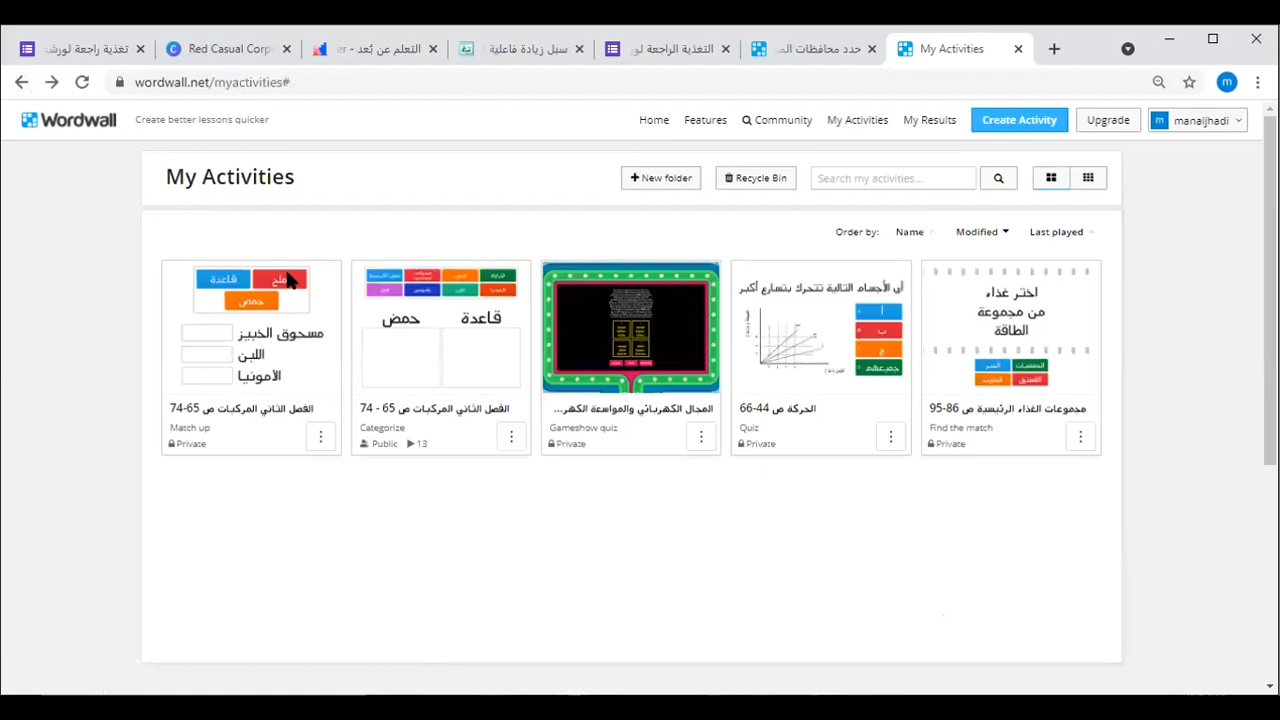 تغذية راجعة لورشة
Red Casual Corp
التعلم عن بُعد - er
سبل زيادة فاعلية
التغذية الراجعة لور
حدد محافظات الم
My Activities
wordwall.net/myactivities#
m
Wordwall
Create better lessons quicker
Home
Features
Community
My Activities
My Results
Create Activity
Upgrade
m manaljhadi
My Activities
New folder
Recycle Bin
Search my activities...
Order by:
Name
Modified
Last played
قاعدة
ملح
حمض
مسحوق الخبيز
اللبن
الأمونيا
الفصل الثاني المركبات ص 65-74
Match up
Private
حمض
قاعدة
الفصل الثاني المركبات ص 65 - 74
Categorize
Public
13
المجال الكهربائي والمواسعة الكهر...
Gameshow quiz
Private
أي الأجسام التالية تتحرك بتسارع أكبر
أ
ب
ج
جميعهم
الحركة ص 44-66
Quiz
Private
اختر غذاء
من مجموعة
الطاقة
مجموعات الغذاء الرئيسية ص 86-95
Find the match
Private